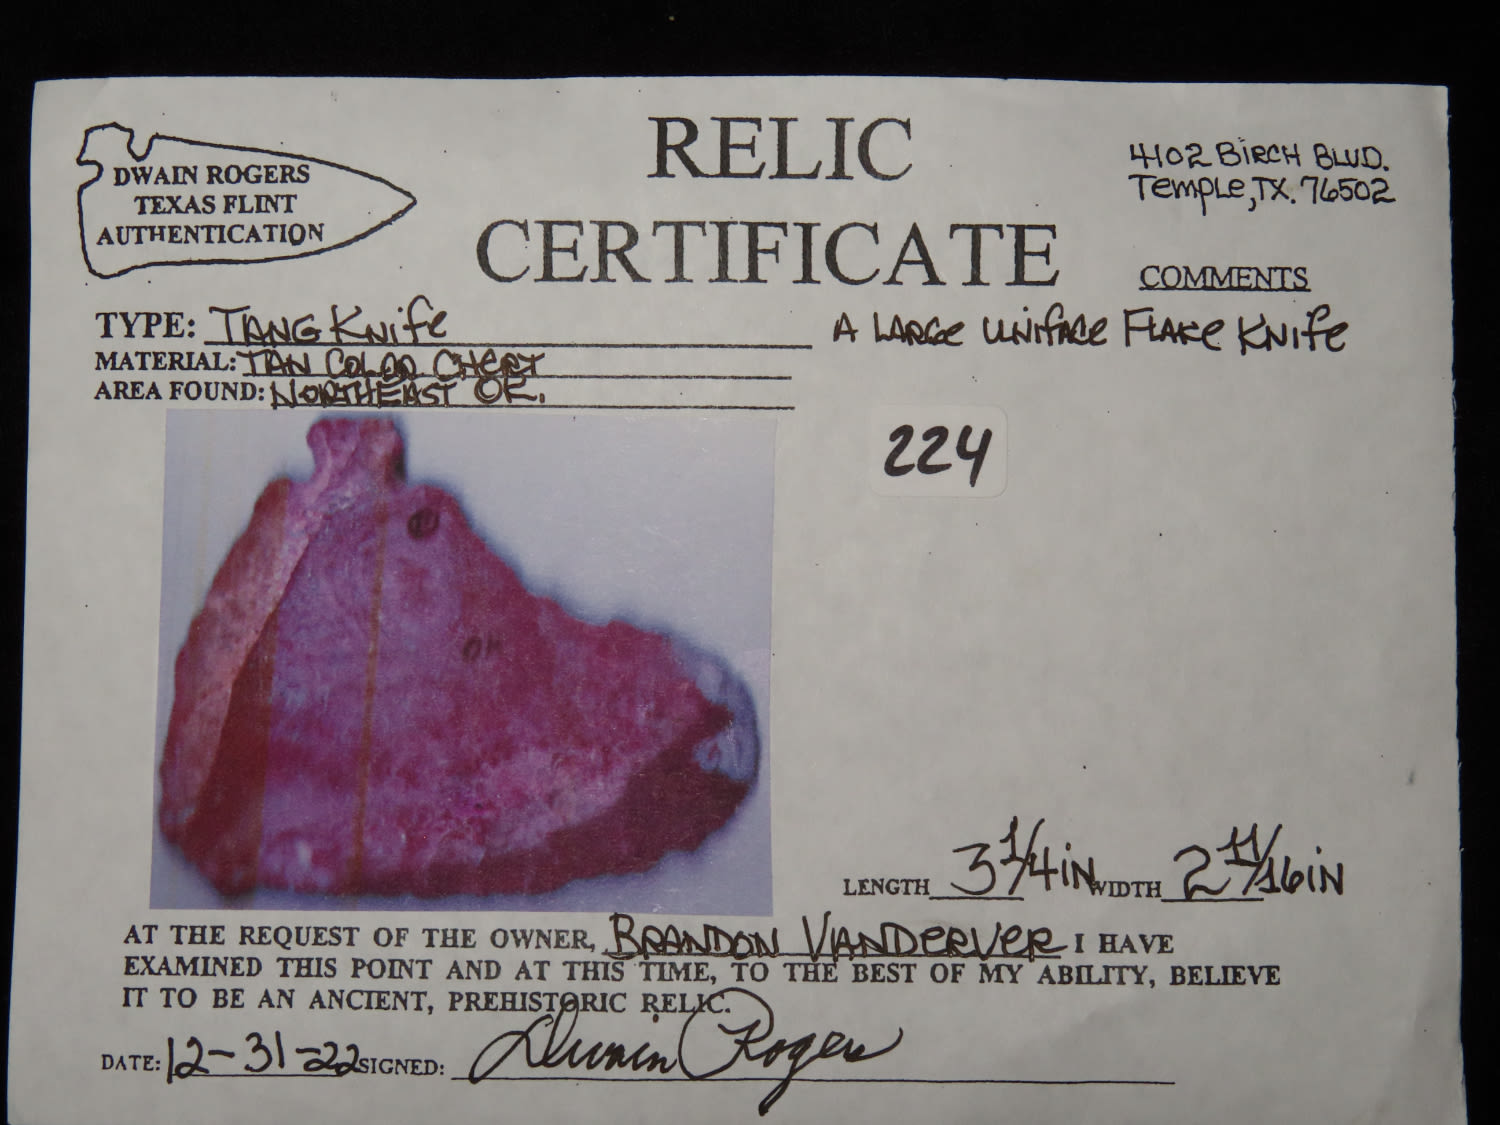 DWAIN ROGERS
TEXAS FLINT
AUTHENTICATION
RELIC
CERTIFICATE
4102 BIRCH BLVD.
Temple, TX. 76502
COMMENTS
TYPE: TANG KNIFE
A LARGE UNIFACE FLAKE KNIFE
MATERIAL: TAN COLOR CHERT
AREA FOUND: NORTHEAST OK.
224
OK
LENGTH 3 1/4 IN WIDTH 2 11/16 IN
AT THE REQUEST OF THE OWNER, BRANDON VANDERVER I HAVE
EXAMINED THIS POINT AND AT THIS TIME, TO THE BEST OF MY ABILITY, BELIEVE
IT TO BE AN ANCIENT, PREHISTORIC RELIC.
DATE: 12-31-22 SIGNED: Dwain Rogers